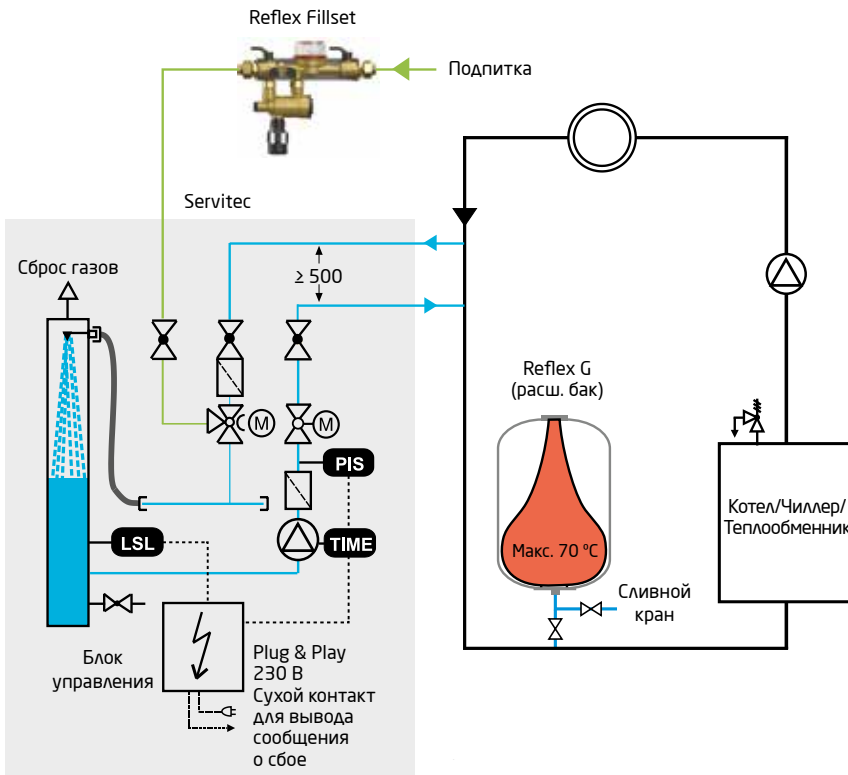 Reflex Fillset
Подпитка
Servitec
Сброс газов
≥ 500
M
M
PIS
LSL
TIME
Reflex G
(расш. бак)
Макс. 70 °C
Котел/Чиллер/
Теплообменник
Сливной
кран
Блок
управления
Plug & Play
230 В
Сухой контакт
для вывода
сообщения
о сбое